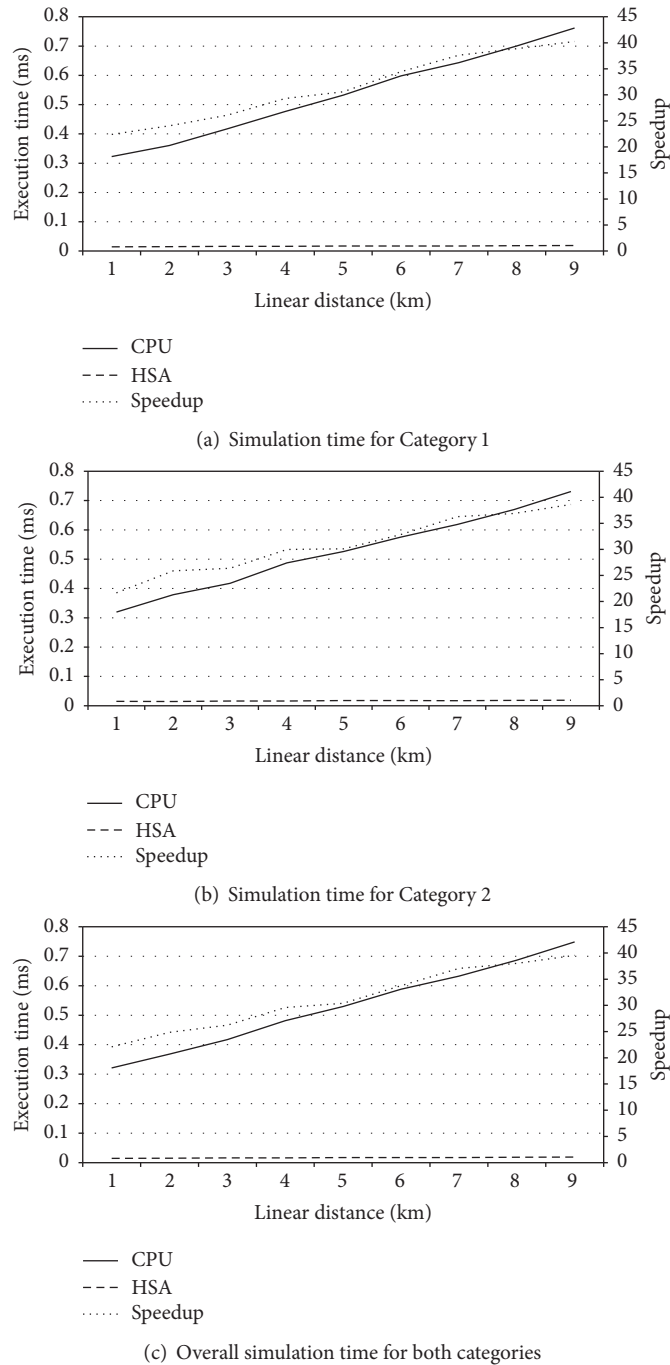 0.8
0.7
0.6
0.5
0.4
0.3
0.2
0.1
0
Execution time (ms)
45
40
35
30
25
20
15
10
5
0
Speedup
1 2 3 4 5 6 7 8 9
Linear distance (km)
CPU
HSA
Speedup
(a) Simulation time for Category 1
0.8
0.7
0.6
0.5
0.4
0.3
0.2
0.1
0
Execution time (ms)
45
40
35
30
25
20
15
10
5
0
Speedup
1 2 3 4 5 6 7 8 9
Linear distance (km)
CPU
HSA
Speedup
(b) Simulation time for Category 2
0.8
0.7
0.6
0.5
0.4
0.3
0.2
0.1
0
Execution time (ms)
45
40
35
30
25
20
15
10
5
0
Speedup
1 2 3 4 5 6 7 8 9
Linear distance (km)
CPU
HSA
Speedup
(c) Overall simulation time for both categories